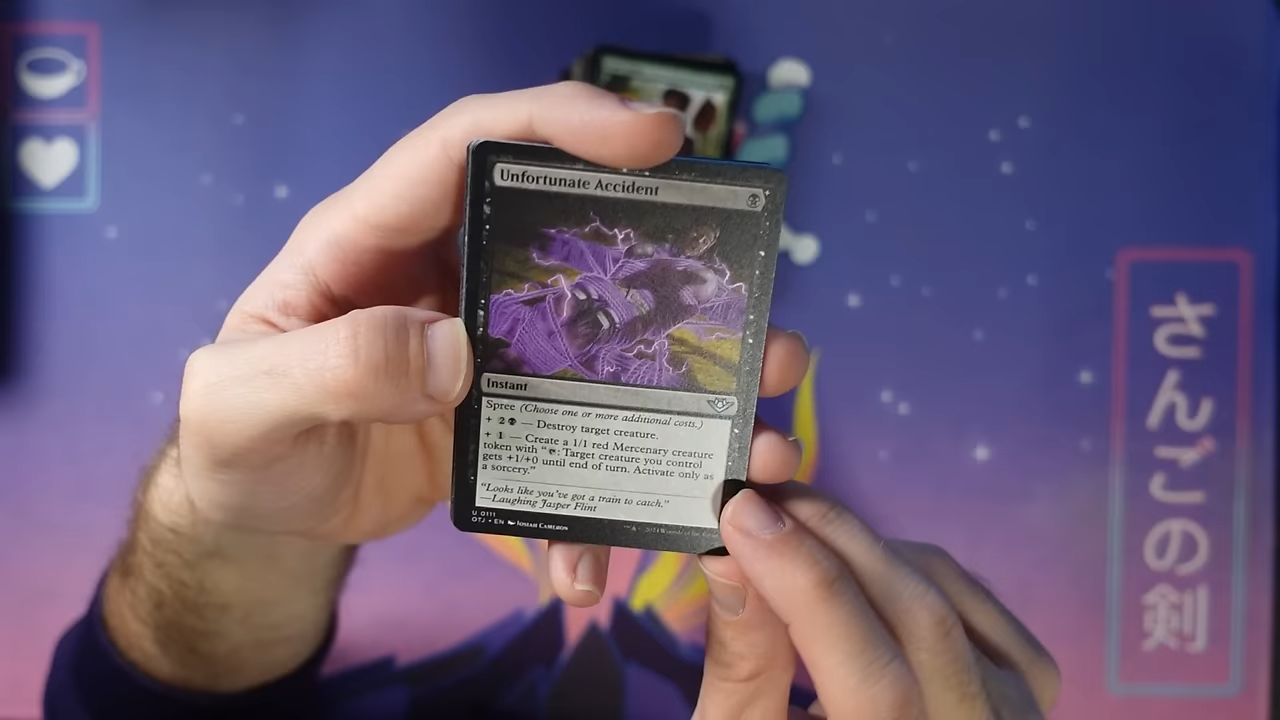 Unfortunate Accident
Instant
Spree (Choose one or more additional costs.)
+ 2 — Destroy target creature.
+ 1 — Create a 1/1 red Mercenary creature
token with “: Target creature you control
gets +1/+0 until end of turn. Activate only as
a sorcery.”
“Looks like you’ve got a train to catch.”
—Laughing Jasper Flint
U 0111
OTJ • EN Josiah Cameron
さんごの剣